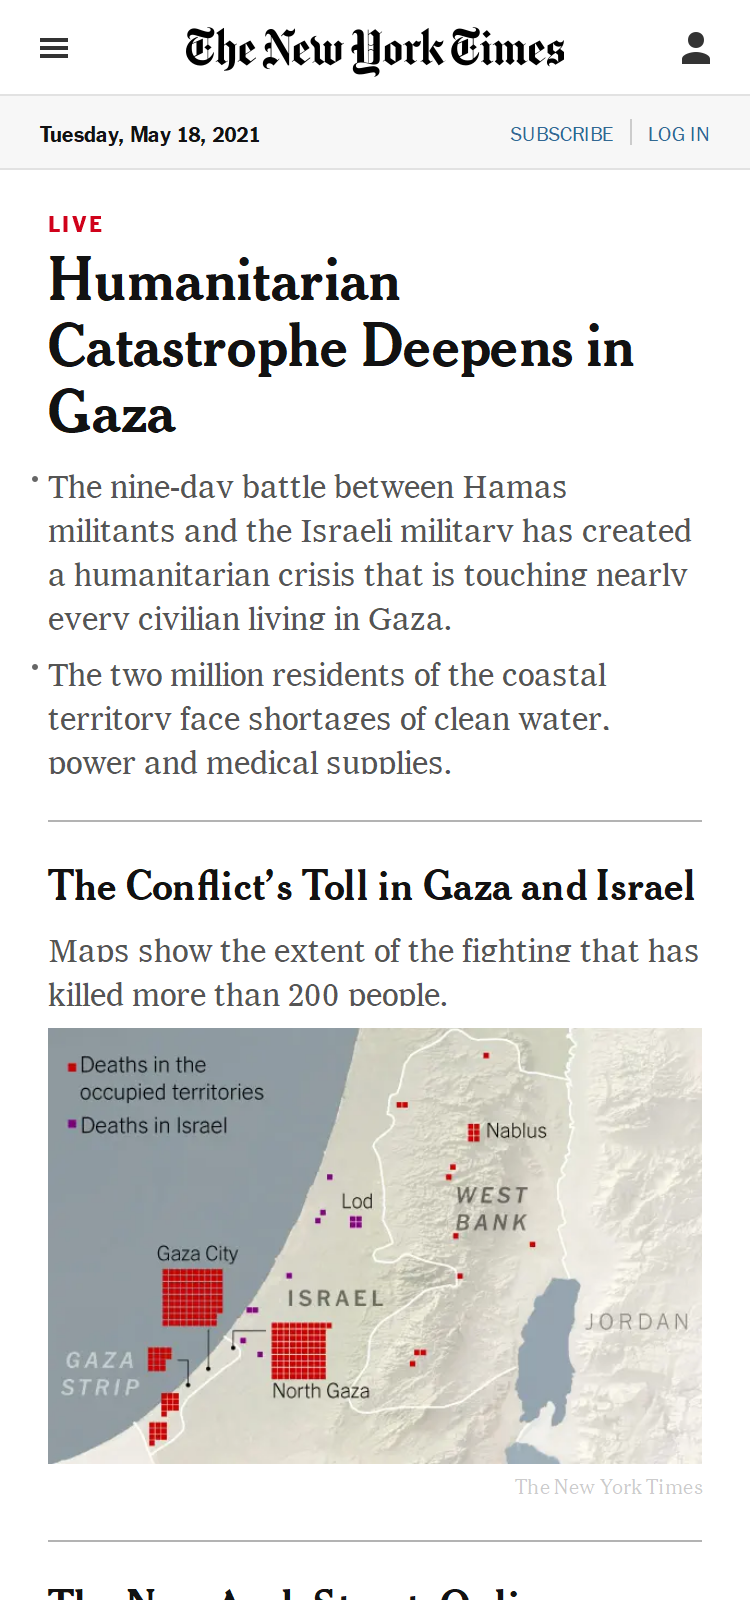 The New York Times
Tuesday, May 18, 2021
SUBSCRIBE
LOG IN
LIVE
Humanitarian
Catastrophe Deepens in
Gaza
The nine-day battle between Hamas
militants and the Israeli military has created
a humanitarian crisis that is touching nearly
every civilian living in Gaza.
The two million residents of the coastal
territory face shortages of clean water,
power and medical supplies.
The Conflict’s Toll in Gaza and Israel
Maps show the extent of the fighting that has
killed more than 200 people.
Deaths in the
occupied territories
Deaths in Israel
Nablus
WEST
BANK
Lod
Gaza City
ISRAEL
JORDAN
GAZA
STRIP
North Gaza
The New York Times